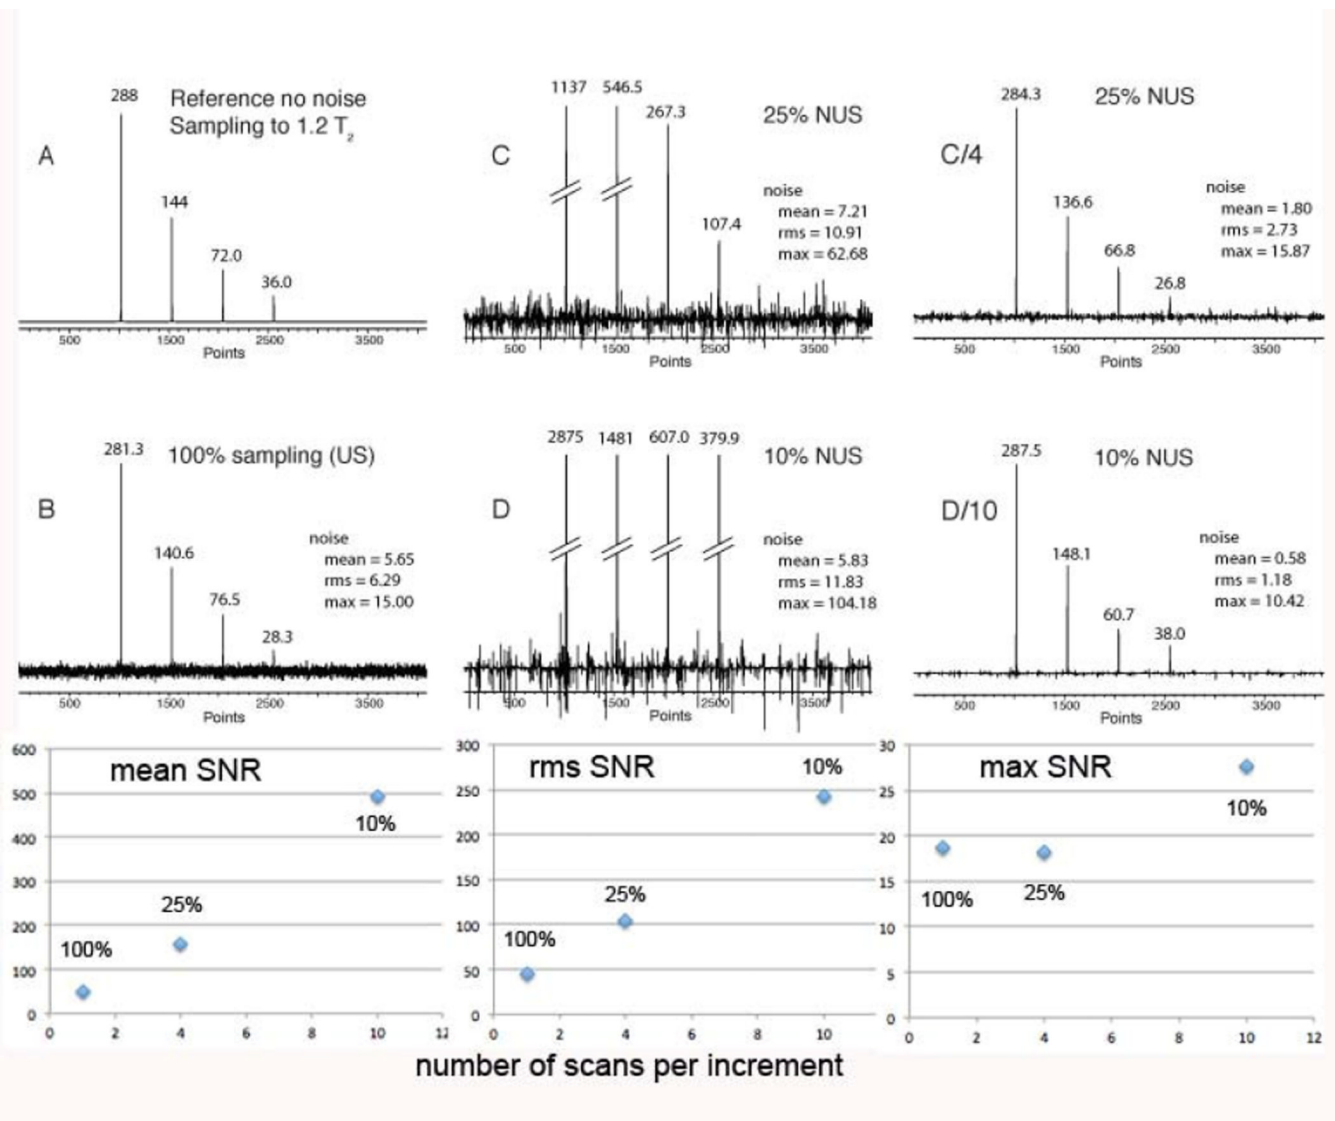 288
Reference no noise
Sampling to 1.2 T2
A
144
72.0
36.0
500 1500 2500 3500
Points
1137 546.5
267.3
25% NUS
C
107.4
noise
mean = 7.21
rms = 10.91
max = 62.68
500 1500 2500 3500
Points
284.3
25% NUS
C/4
136.6
66.8
26.8
noise
mean = 1.80
rms = 2.73
max = 15.87
500 1500 2500 3500
Points
281.3
100% sampling (US)
B
140.6
76.5
28.3
noise
mean = 5.65
rms = 6.29
max = 15.00
500 1500 2500 3500
Points
2875 1481 607.0 379.9
10% NUS
D
noise
mean = 5.83
rms = 11.83
max = 104.18
500 1500 2500 3500
Points
287.5
10% NUS
D/10
148.1
60.7
38.0
noise
mean = 0.58
rms = 1.18
max = 10.42
500 1500 2500 3500
Points
mean SNR
600
500
400
300
200
100
0
100%
25%
10%
0 2 4 6 8 10 12
rms SNR
300
250
200
150
100
50
0
100%
25%
10%
0 2 4 6 8 10
max SNR
30
25
20
15
10
5
0
100%
25%
10%
0 2 4 6 8 10 12
number of scans per increment